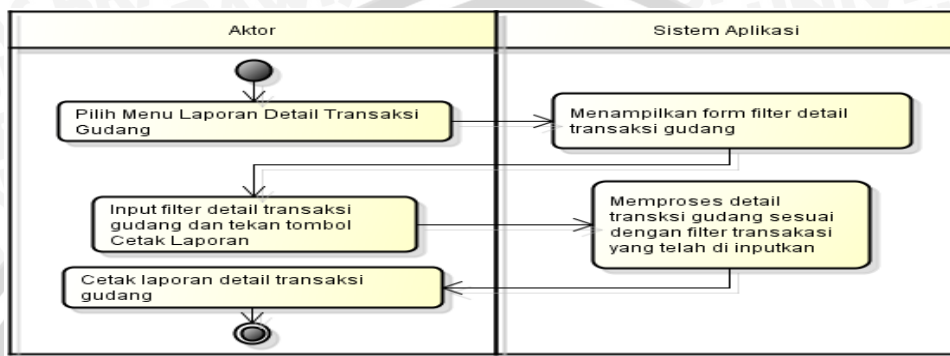 Aktor
Sistem Aplikasi
Pilih Menu Laporan Detail Transaksi
Gudang
Menampilkan form filter detail
transaksi gudang
Input filter detail transaksi
gudang dan tekan tombol
Cetak Laporan
Memproses detail
transksi gudang sesuai
dengan filter transakasi
yang telah di inputkan
Cetak laporan detail transaksi
gudang